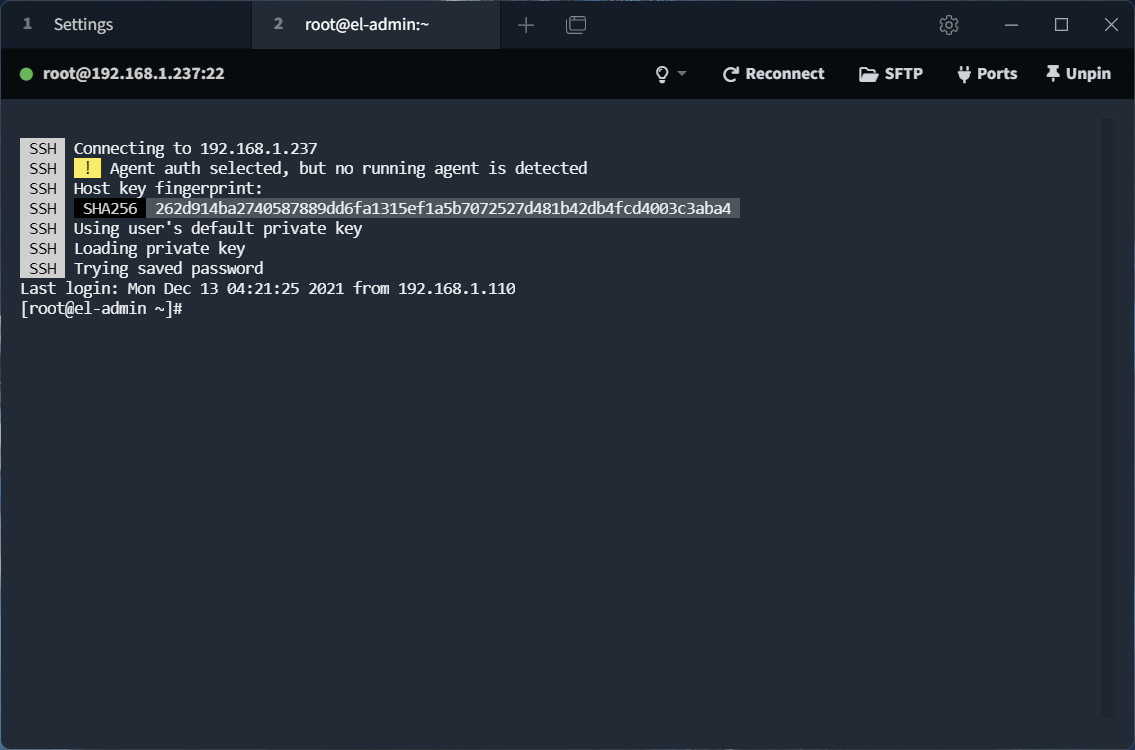 1 Settings 2 root@el-admin:~
root@192.168.1.237:22 Reconnect SFTP Ports Unpin
SSH Connecting to 192.168.1.237
SSH ! Agent auth selected, but no running agent is detected
SSH Host key fingerprint:
SSH SHA256 262d914ba2740587889dd6fa1315ef1a5b7072527d481b42db4fcd4003c3aba4
SSH Using user's default private key
SSH Loading private key
SSH Trying saved password
Last login: Mon Dec 13 04:21:25 2021 from 192.168.1.110
[root@el-admin ~]#